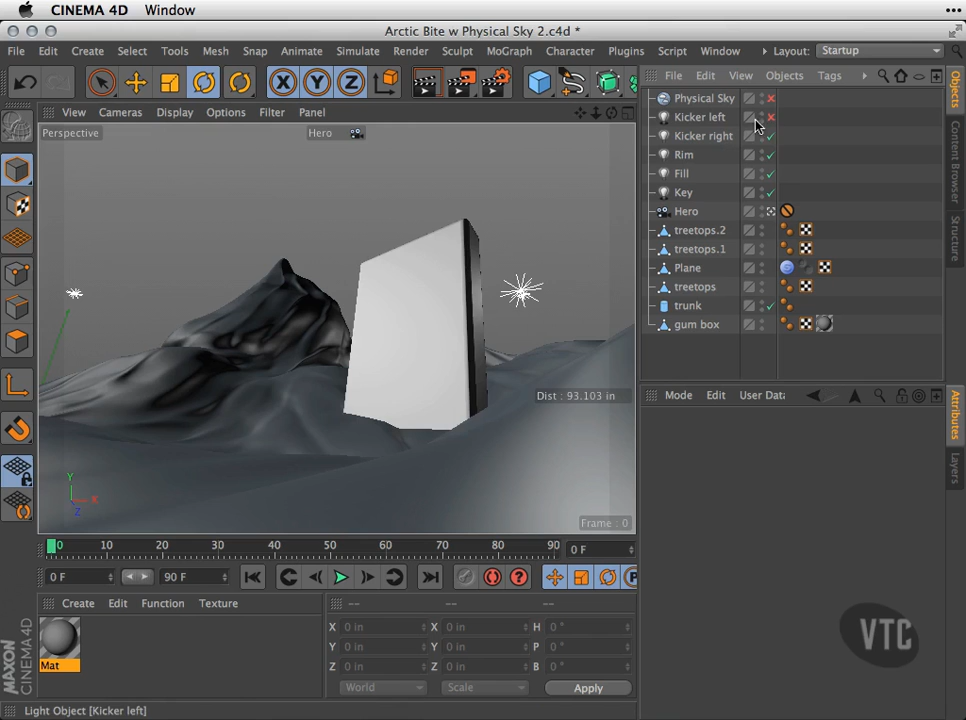 CINEMA 4D Window
Arctic Bite w Physical Sky 2.c4d *
File Edit Create Select Tools Mesh Snap Animate Simulate Render Sculpt MoGraph Character Plugins Script Window Layout: Startup
X Y Z
File Edit View Objects Tags
View Cameras Display Options Filter Panel
Perspective
Hero
Physical Sky
Kicker left
Kicker right
Rim
Fill
Key
Hero
treetops.2
treetops.1
Plane
treetops
trunk
gum box
Objects
Content Browser
Structure
Dist : 93.103 in
Y
X
Z
Frame : 0
Mode Edit User Data
Attributes
Layers
0 10 20 30 40 50 60 70 80 90 0 F
0 F 90 F
Create Edit Function Texture
-- -- --
Mat
X 0 in X 0 in H 0 °
Y 0 in Y 0 in P 0 °
Z 0 in Z 0 in B 0 °
World Scale Apply
MAXON
CINEMA 4D
VTC
Light Object [Kicker left]